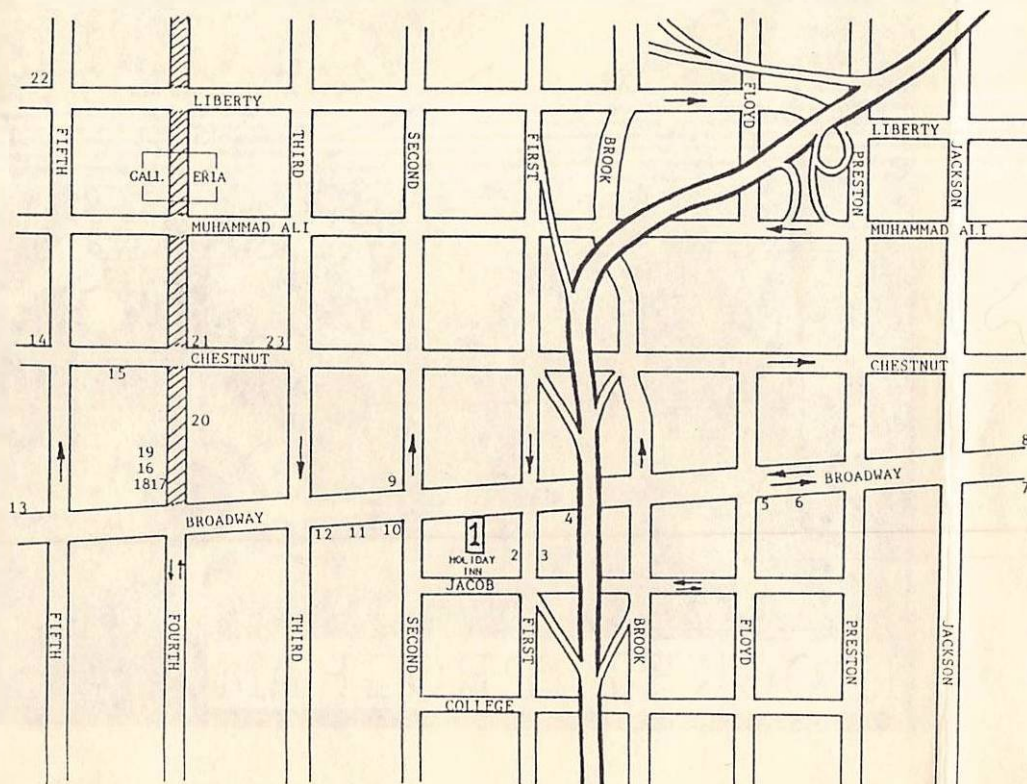 22
LIBERTY
FLOYD
LIBERTY
FIFTH
THIRD
SECOND
FIRST
BROOK
PRESTON
JACKSON
GALL ERIA
MUHAMMAD ALI
MUHAMMAD ALI
14
21
23
CHESTNUT
CHESTNUT
15
20
19
16
1817
9
8
BROADWAY
13
BROADWAY
12
11
10
1
HOLIDAY
INN
2
3
4
5
6
7
JACOB
FIFTH
FOURTH
THIRD
SECOND
FIRST
BROOK
FLOYD
PRESTON
JACKSON
COLLEGE